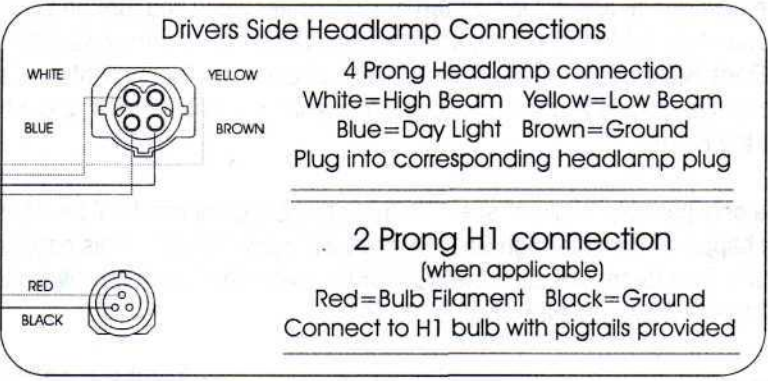 Drivers Side Headlamp Connections
WHITE
YELLOW
BLUE
BROWN
4 Prong Headlamp connection
White=High Beam Yellow=Low Beam
Blue=Day Light Brown=Ground
Plug into corresponding headlamp plug
2 Prong H1 connection
(when applicable)
Red=Bulb Filament Black=Ground
Connect to H1 bulb with pigtails provided
RED
BLACK